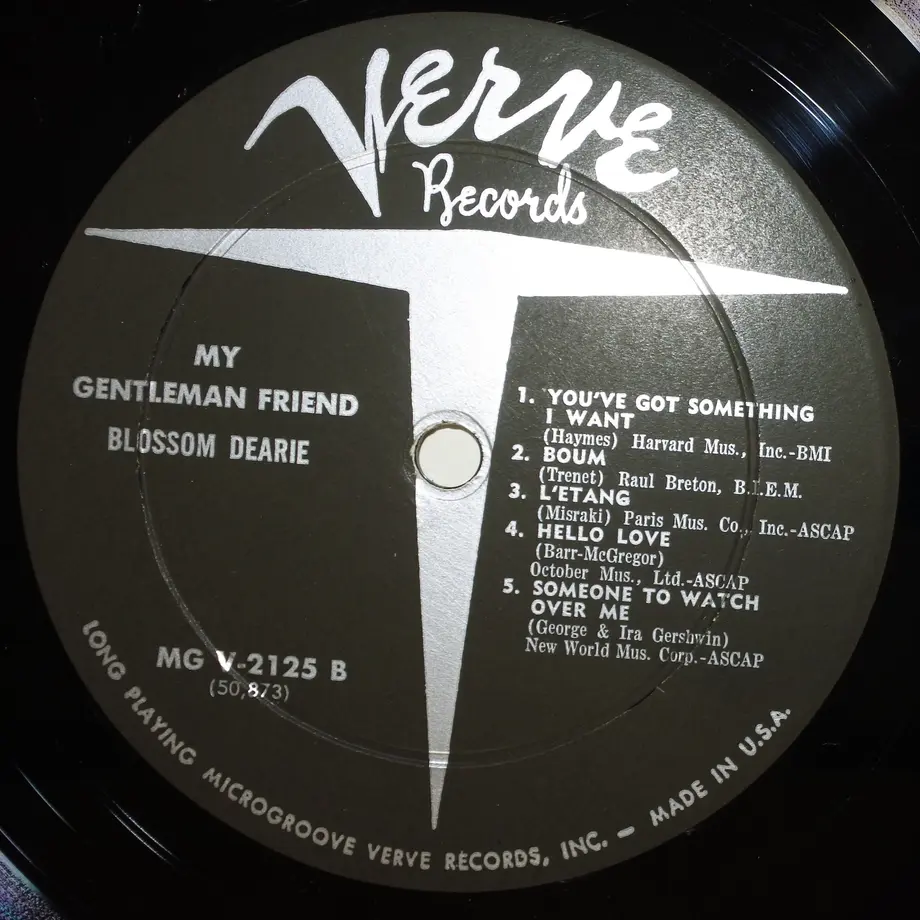 Verve
Records
MY
GENTLEMAN FRIEND
BLOSSOM DEARIE
MG V-2125 B
(50,873)
1. YOU'VE GOT SOMETHING
I WANT
(Haymes) Harvard Mus., Inc.-BMI
2. BOUM
(Trenet) Raul Breton, B.I.E.M.
3. L'ETANG
(Misraki) Paris Mus. Co., Inc.-ASCAP
4. HELLO LOVE
(Barr-McGregor)
October Mus., Ltd.-ASCAP
5. SOMEONE TO WATCH
OVER ME
(George & Ira Gershwin)
New World Mus. Corp.-ASCAP
LONG PLAYING MICROGROOVE VERVE RECORDS, INC. – MADE IN U.S.A.